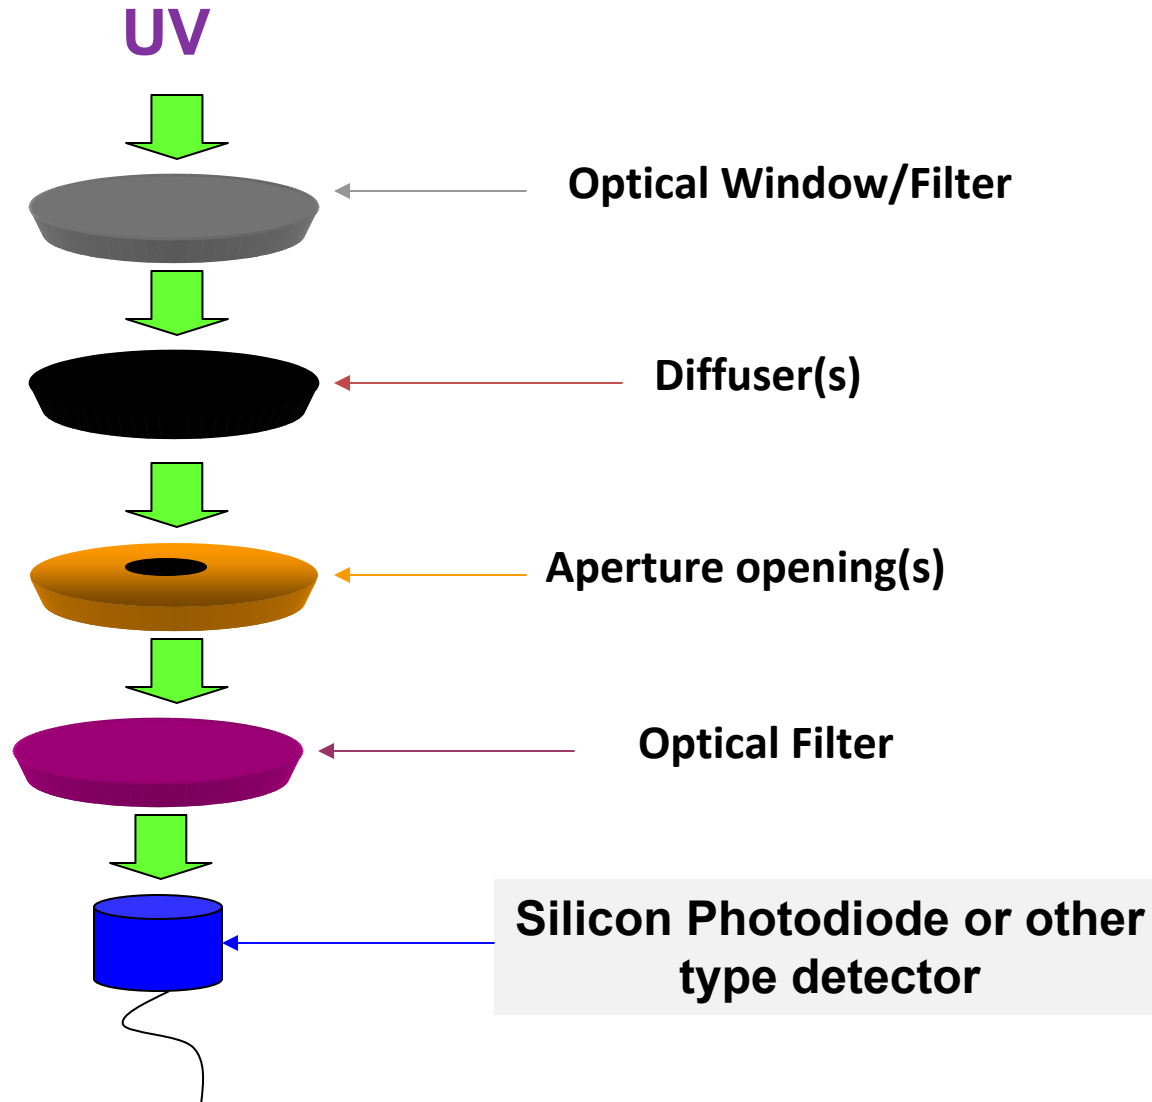 UV
Optical Window/Filter
Diffuser(s)
Aperture opening(s)
Optical Filter
Silicon Photodiode or other
type detector